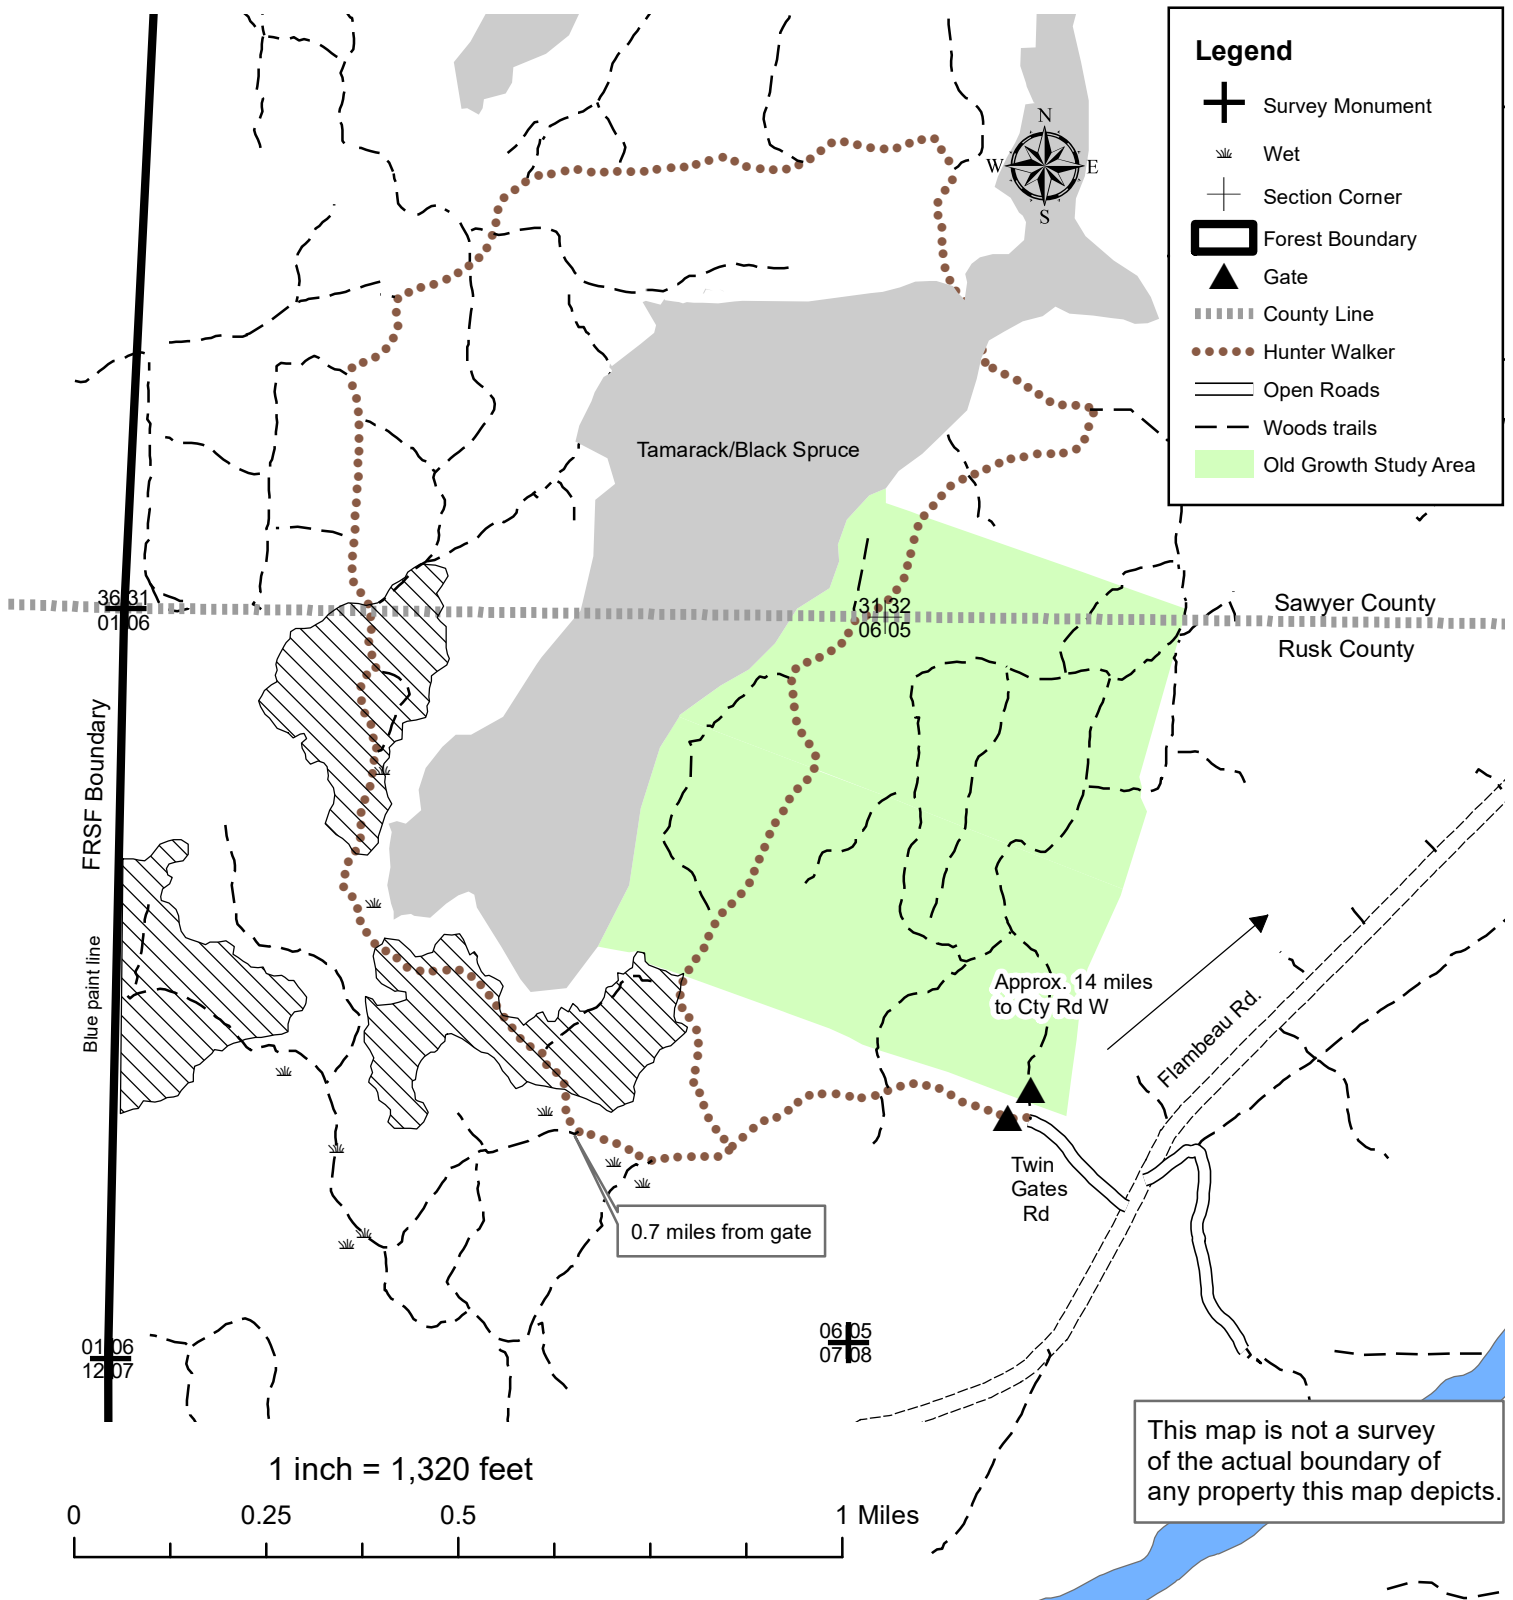 Legend
Survey Monument
Wet
Section Corner
Forest Boundary
Gate
County Line
Hunter Walker
Open Roads
Woods trails
Old Growth Study Area
N
W E
S
Tamarack/Black Spruce
36 31
01 06
31 32
06 05
Sawyer County
Rusk County
FRSF Boundary
Blue paint line
Approx. 14 miles
to Cty Rd W
Flambeau Rd.
Twin
Gates
Rd
0.7 miles from gate
01 06
12 07
06 05
07 08
This map is not a survey
of the actual boundary of
any property this map depicts.
1 inch = 1,320 feet
0 0.25 0.5 1 Miles